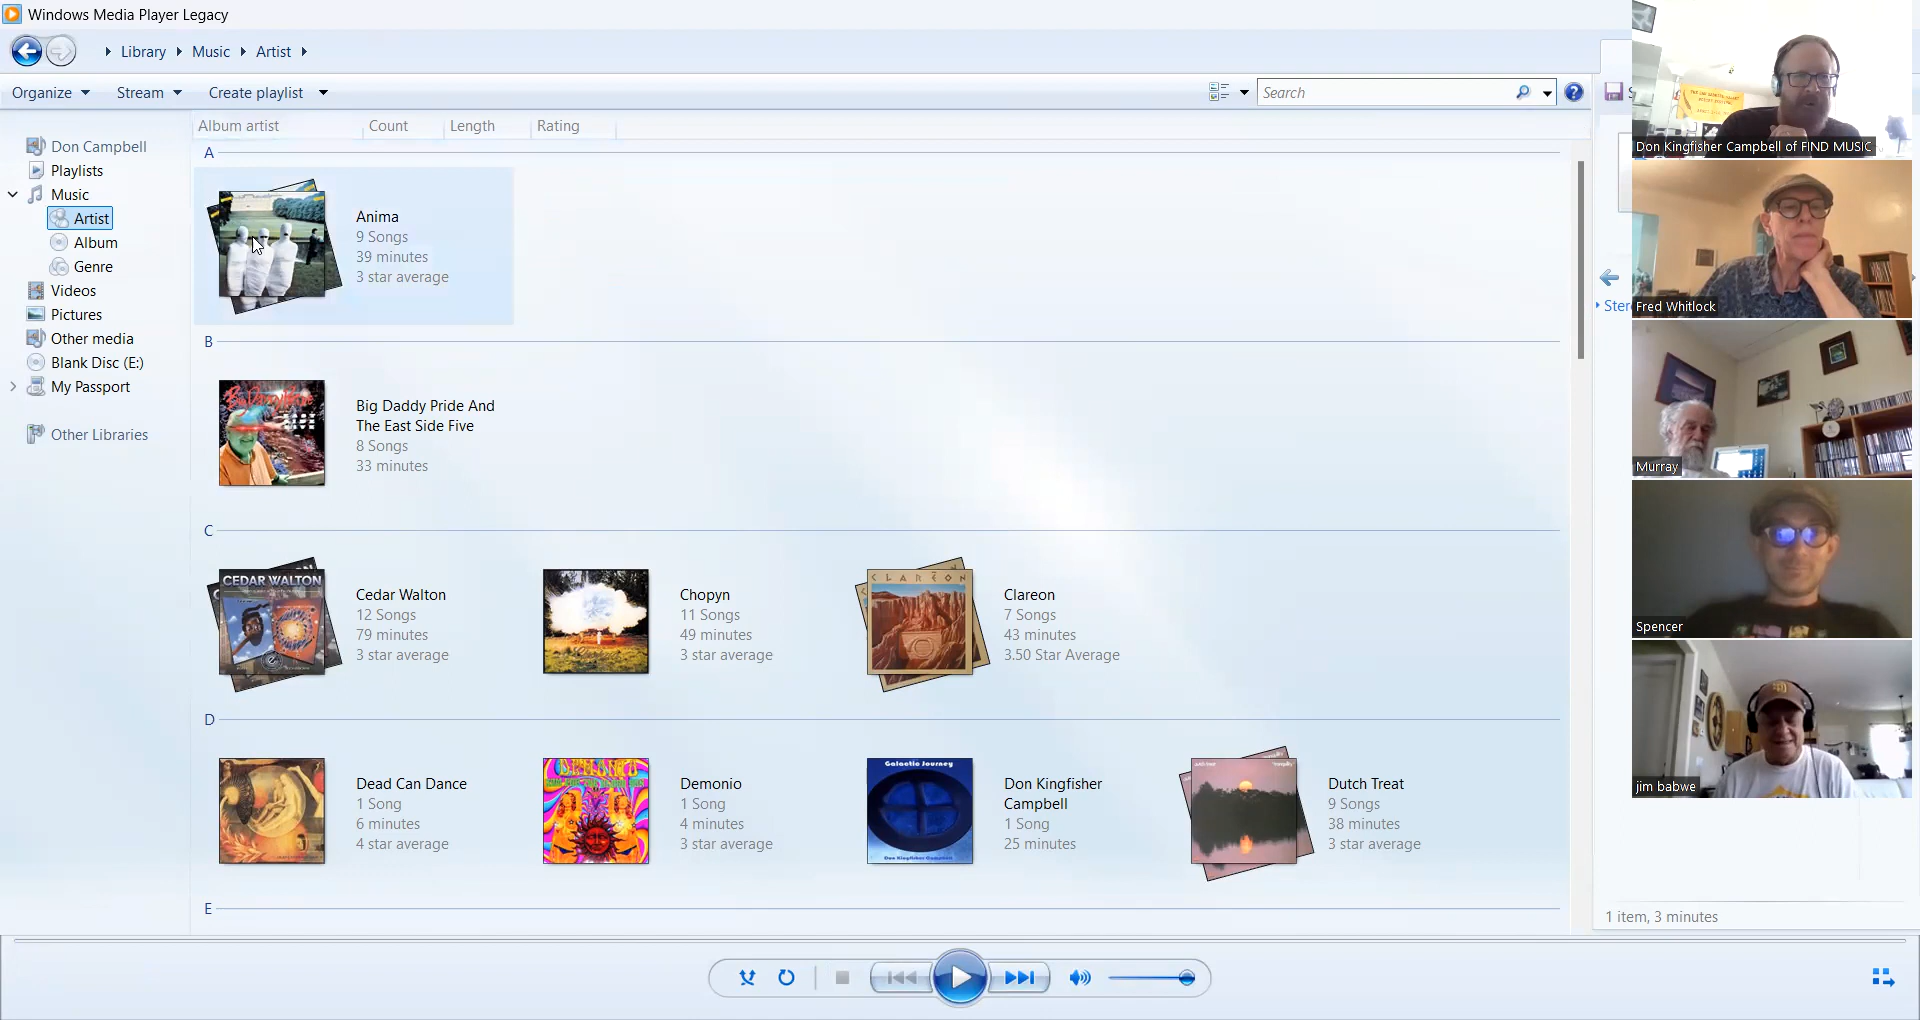 Windows Media Player Legacy
Library Music Artist
Organize Stream Create playlist
Search
Album artist Count Length Rating
Don Campbell
Playlists
Music
Artist
Album
Genre
Videos
Pictures
Other media
Blank Disc (E:)
My Passport
Other Libraries
A
Anima
9 Songs
39 minutes
3 star average
B
Big Daddy Pride And
The East Side Five
8 Songs
33 minutes
C
CEDAR WALTON
Cedar Walton
12 Songs
79 minutes
3 star average
Chopyn
11 Songs
49 minutes
3 star average
CLAREON
Clareon
7 Songs
43 minutes
3.50 Star Average
D
Dead Can Dance
1 Song
6 minutes
4 star average
DEMONIO
Demonio
1 Song
4 minutes
3 star average
Galactic Journey
Don Kingfisher Campbell
Don Kingfisher
Campbell
1 Song
25 minutes
Dutch Treat
9 Songs
38 minutes
3 star average
E
Don Kingfisher Campbell of FIND MUSIC
Fred Whitlock
Murray
Spencer
jim babwe
1 item, 3 minutes